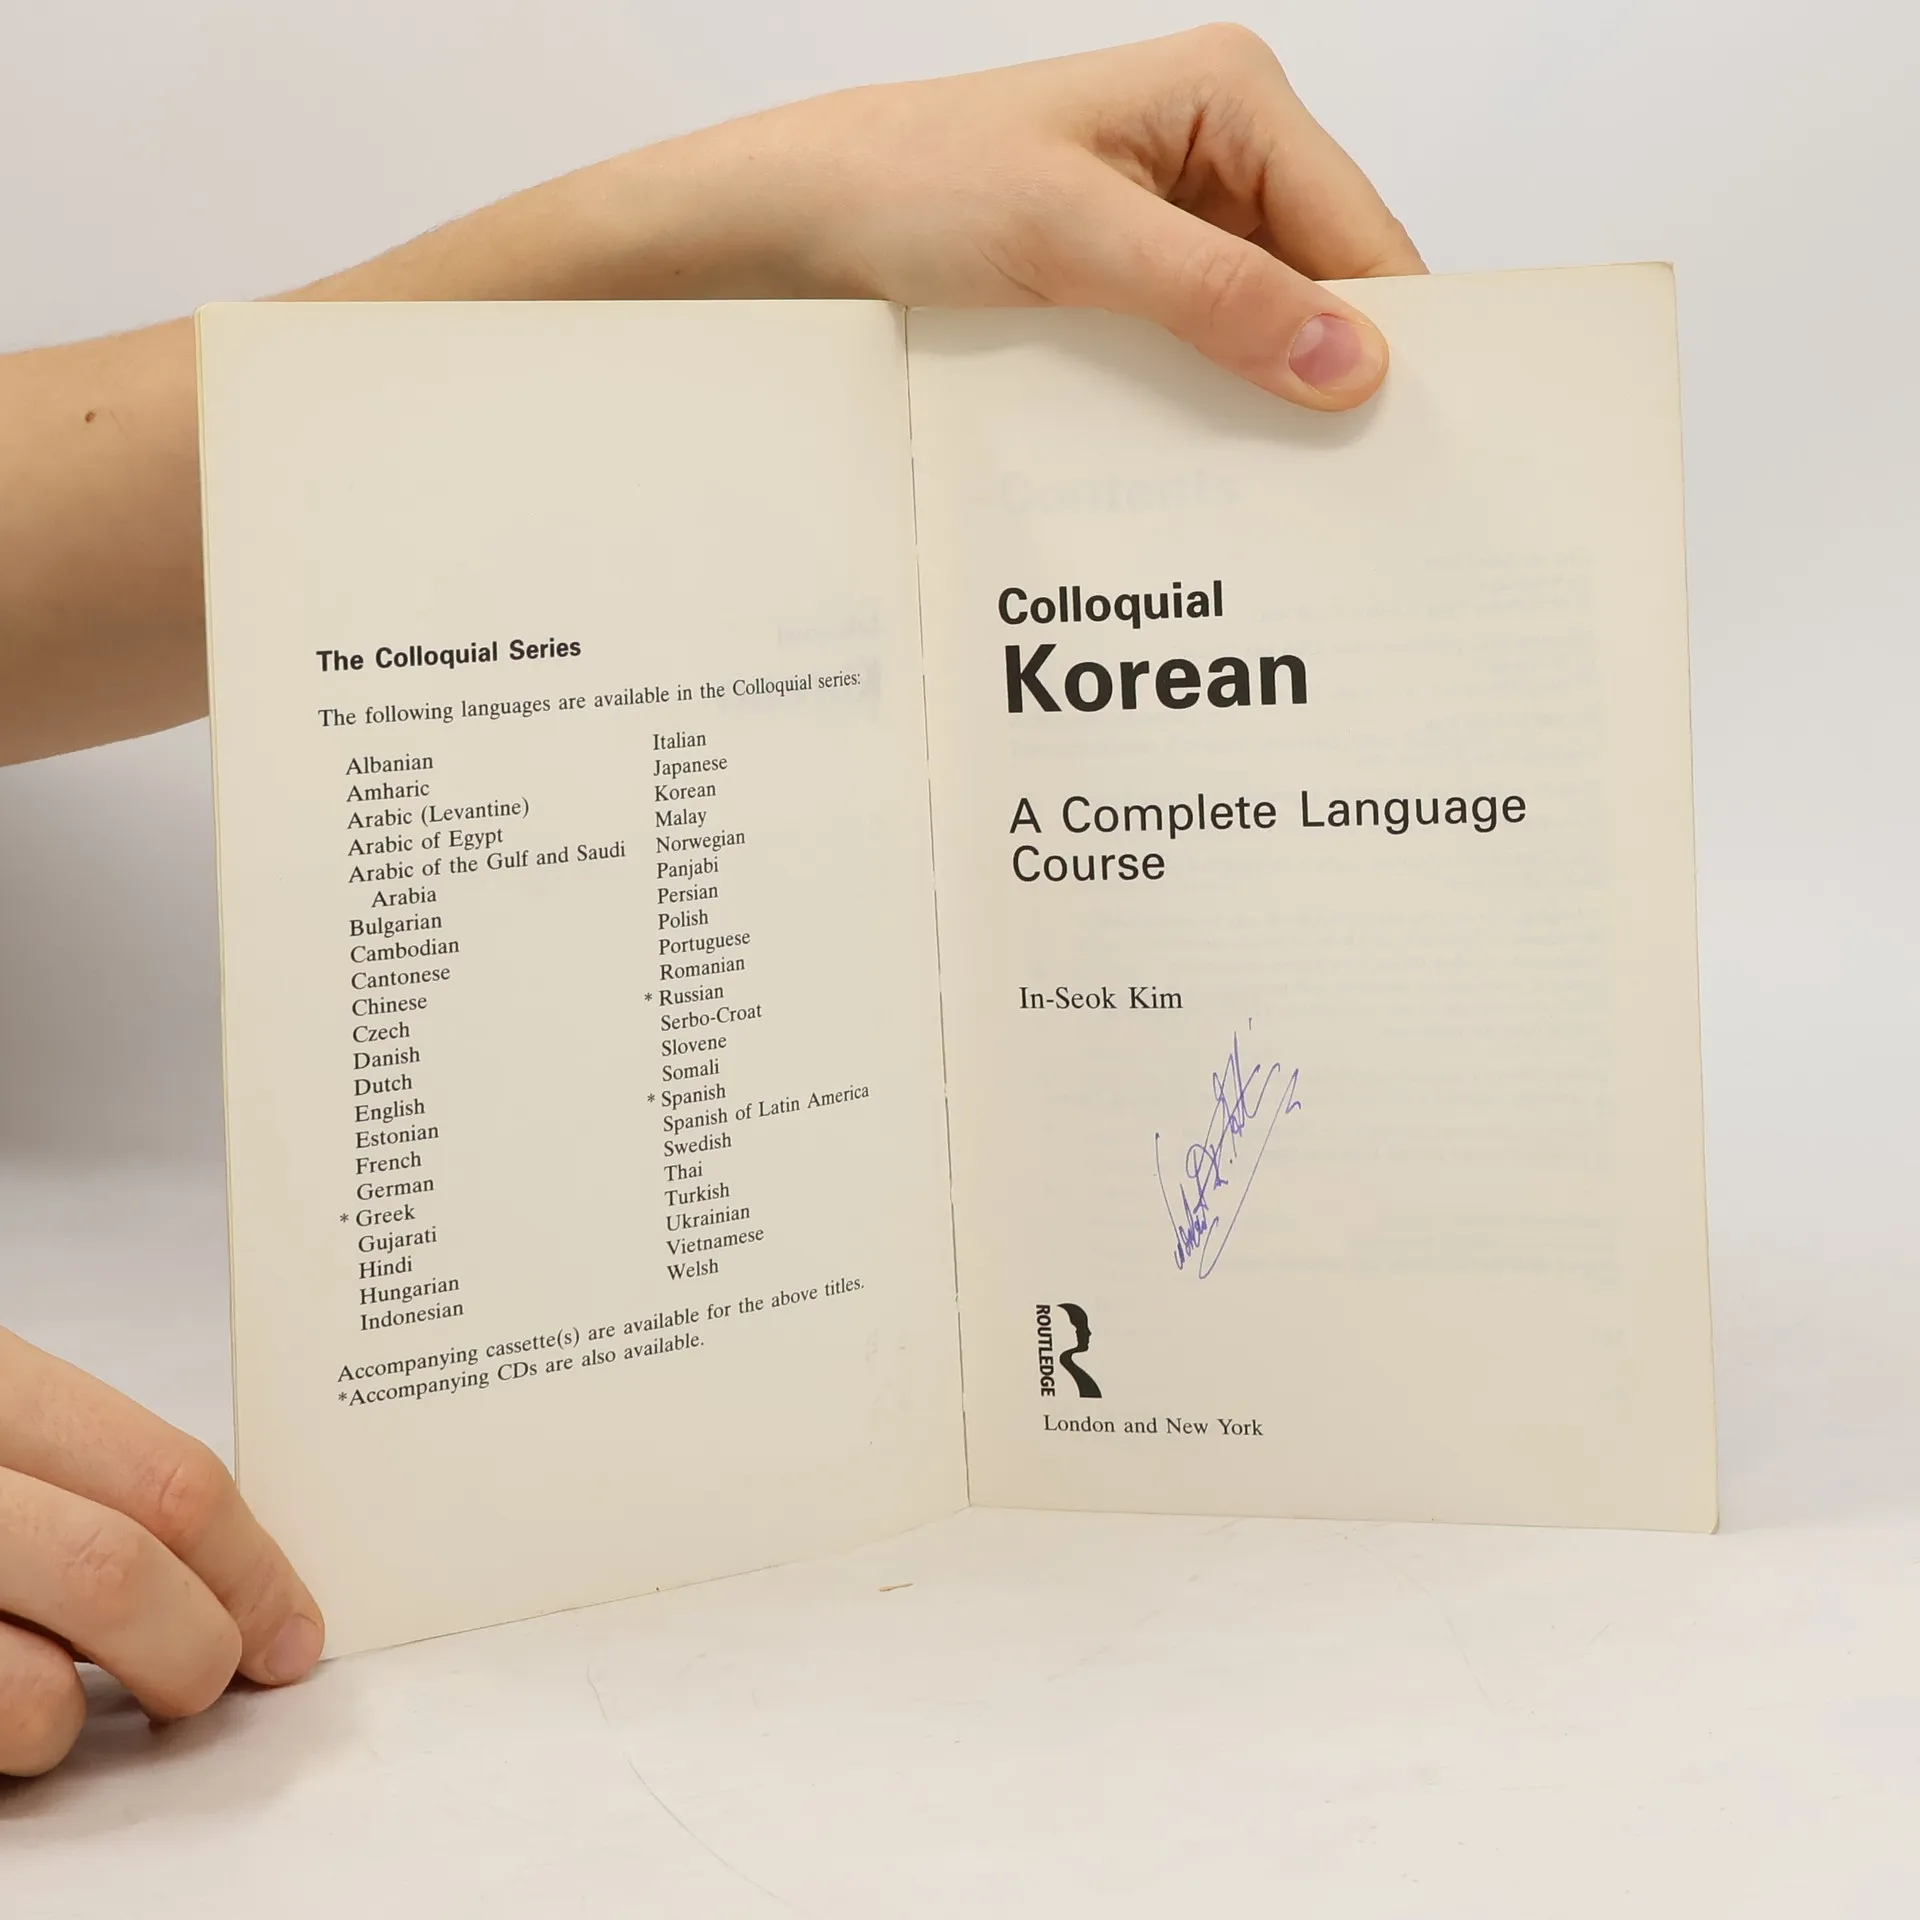 The Colloquial Series
The following languages are available in the Colloquial series:
Albanian
Amharic
Arabic (Levantine)
Arabic of Egypt
Arabic of the Gulf and Saudi
Arabia
Bulgarian
Cambodian
Cantonese
Chinese
Czech
Danish
Dutch
English
Estonian
French
German
* Greek
Gujarati
Hindi
Hungarian
Indonesian
Italian
Japanese
Korean
Malay
Norwegian
Panjabi
Persian
Polish
Portuguese
Romanian
* Russian
Serbo-Croat
Slovene
Somali
* Spanish
Spanish of Latin America
Swedish
Thai
Turkish
Ukrainian
Vietnamese
Welsh
Accompanying cassette(s) are available for the above titles.
*Accompanying CDs are also available.
Contents
Colloquial
Korean
A Complete Language
Course
In-Seok Kim
ROUTLEDGE
London and New York